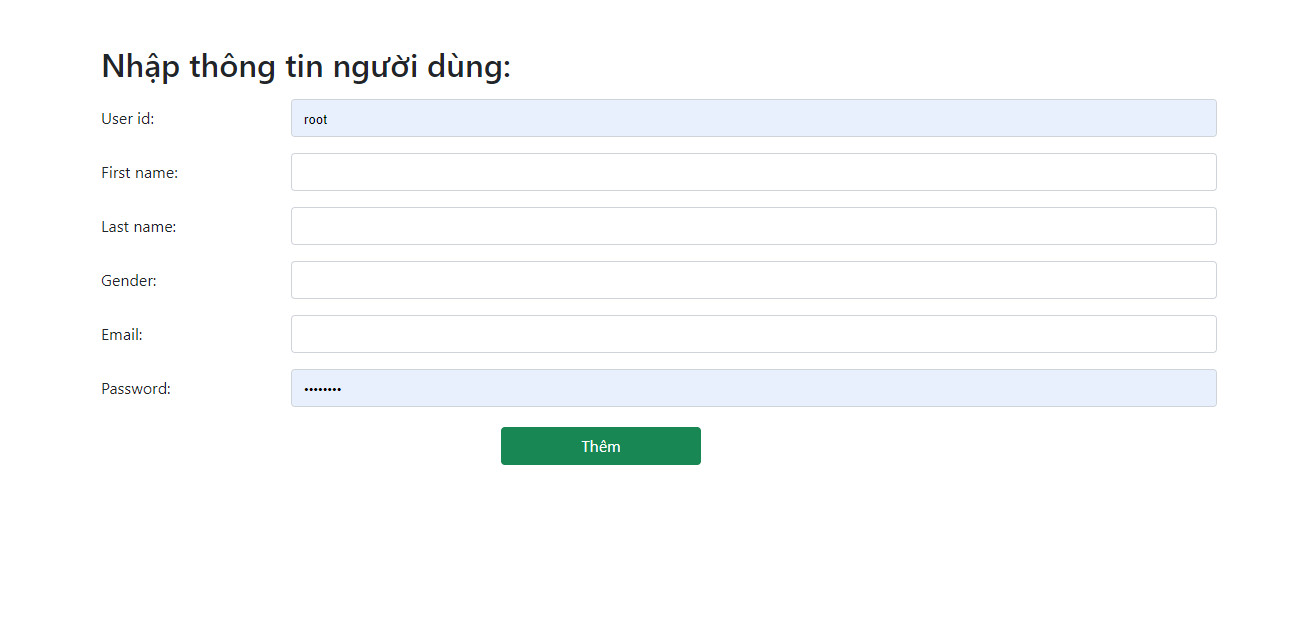 Nhập thông tin người dùng:
User id: root
First name:
Last name:
Gender:
Email:
Password: ••••••••
Thêm